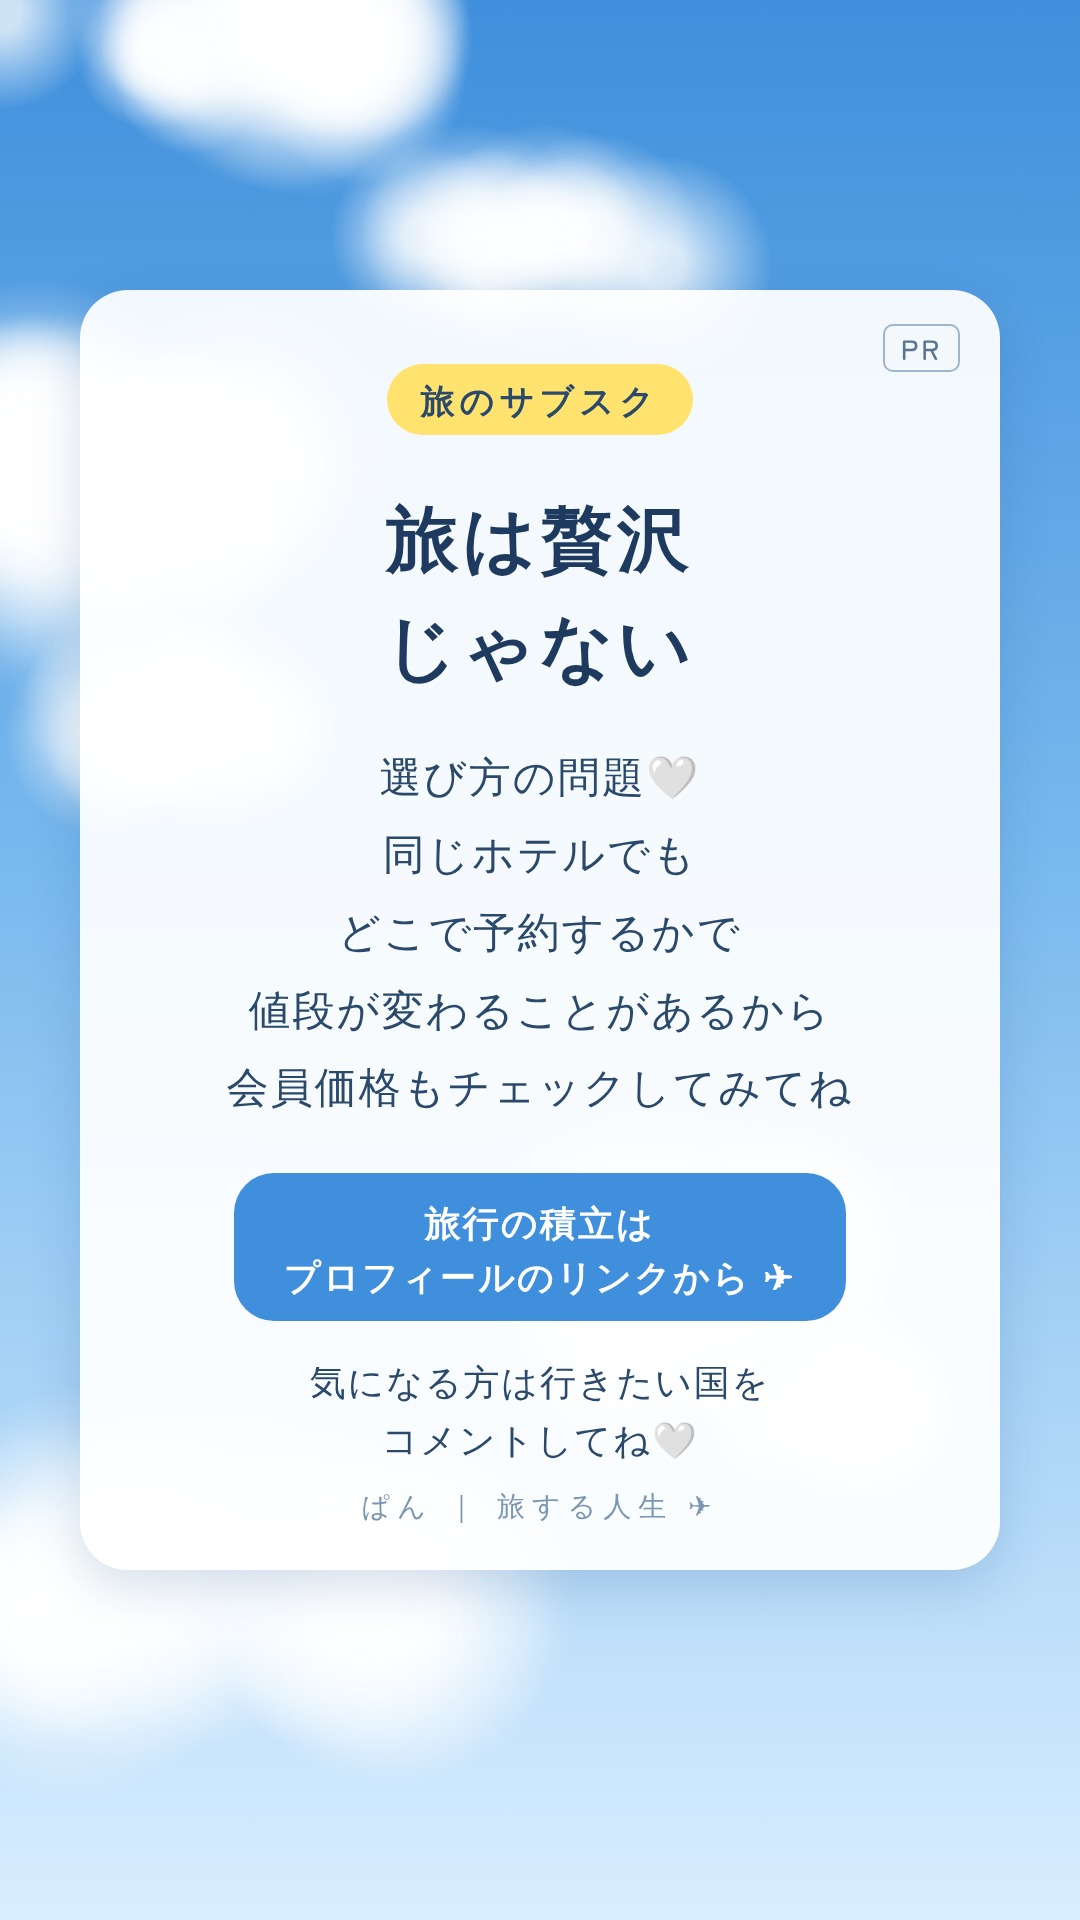 PR
旅のサブスク
旅は贅沢
じゃない
選び方の問題🤍
同じホテルでも
どこで予約するかで
値段が変わることがあるから
会員価格もチェックしてみてね
旅行の積立は
プロフィールのリンクから ✈
気になる方は行きたい国を
コメントしてね🤍
ぱん ｜ 旅する人生 ✈